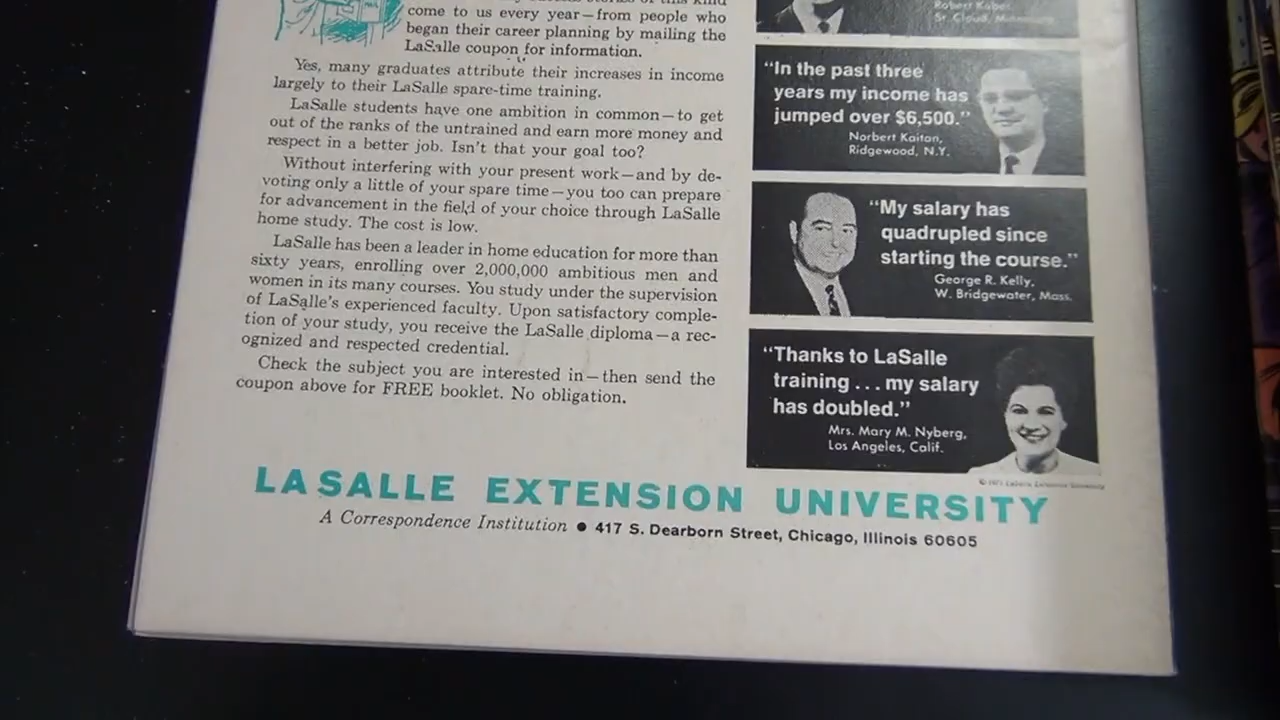 come to us every year—from people who
began their career planning by mailing the
LaSalle coupon for information.
Yes, many graduates attribute their increases in income
largely to their LaSalle spare-time training.
LaSalle students have one ambition in common—to get
out of the ranks of the untrained and earn more money and
respect in a better job. Isn't that your goal too?
Without interfering with your present work—and by de-
voting only a little of your spare time—you too can prepare
for advancement in the field of your choice through LaSalle
home study. The cost is low.
LaSalle has been a leader in home education for more than
sixty years, enrolling over 2,000,000 ambitious men and
women in its many courses. You study under the supervision
of LaSalle's experienced faculty. Upon satisfactory comple-
tion of your study, you receive the LaSalle diploma—a rec-
ognized and respected credential.
Check the subject you are interested in—then send the
coupon above for FREE booklet. No obligation.
Robert Kaber,
St. Cloud, Minnesota
"In the past three
years my income has
jumped over $6,500."
Norbert Kaiton,
Ridgewood, N.Y.
"My salary has
quadrupled since
starting the course."
George R. Kelly,
W. Bridgewater, Mass.
"Thanks to LaSalle
training . . . my salary
has doubled."
Mrs. Mary M. Nyberg,
Los Angeles, Calif.
© 1971 LaSalle Extension University
LA SALLE EXTENSION UNIVERSITY
A Correspondence Institution ● 417 S. Dearborn Street, Chicago, Illinois 60605